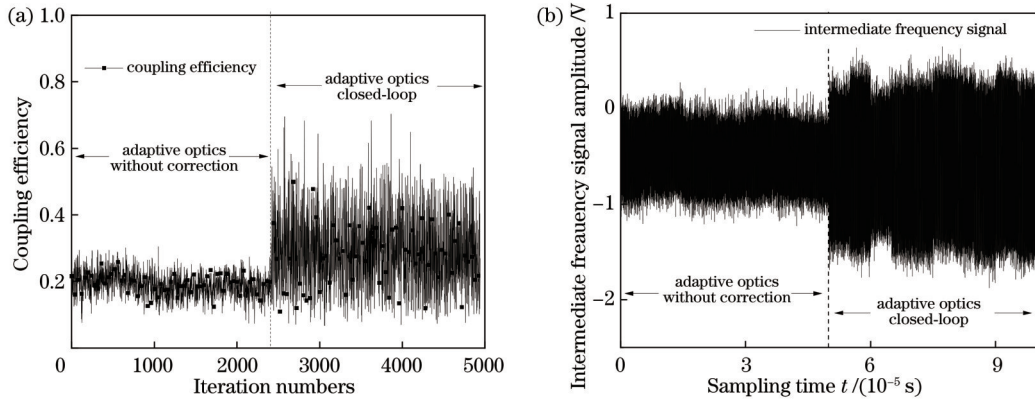 (a)
1.0
0.8
0.6
0.4
0.2
0
1000
2000
3000
4000
5000
Coupling efficiency
Iteration numbers
coupling efficiency
adaptive optics
closed-loop
adaptive optics
without correction
(b)
1
0
−1
−2
0
3
6
9
Intermediate freauency signal amplitude /V
Sampling time t /(10⁻⁵ s)
intermediate frequency signal
adaptive optics
without correction
adaptive optics
closed-loop